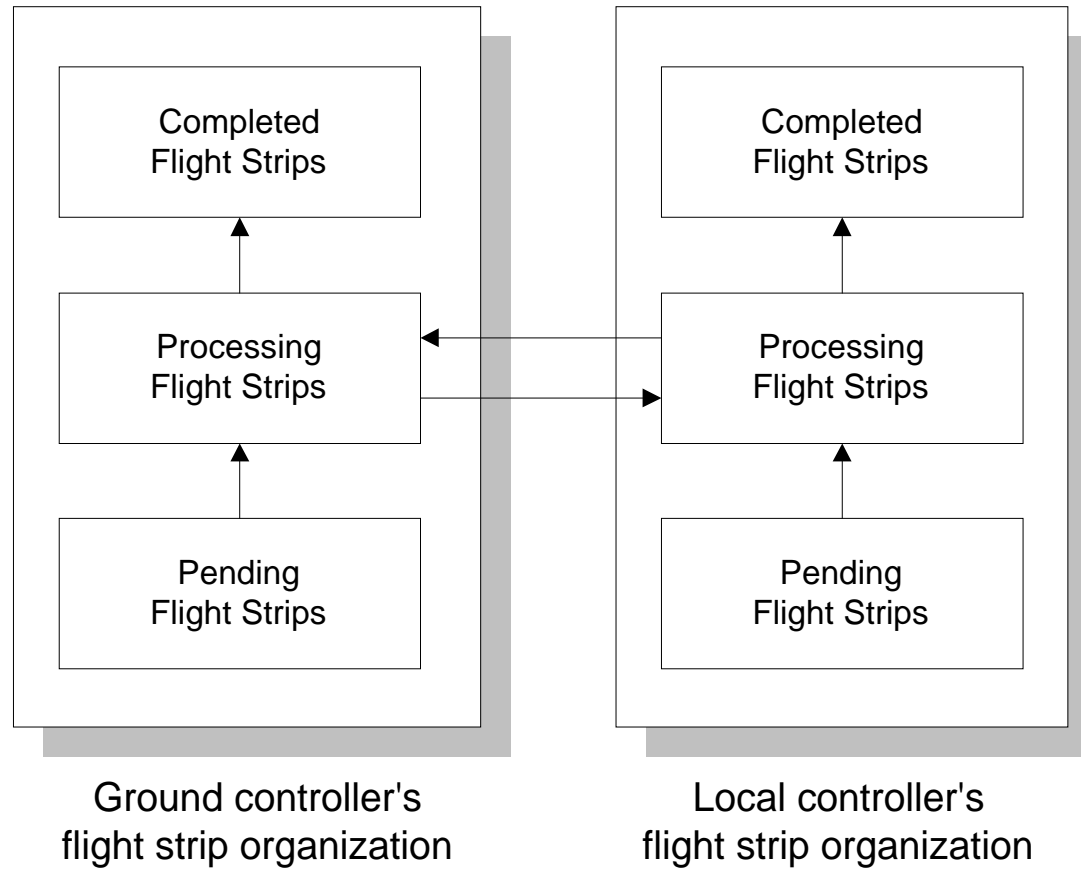 Completed
Flight Strips
Processing
Flight Strips
Pending
Flight Strips
Ground controller's
flight strip organization
Completed
Flight Strips
Processing
Flight Strips
Pending
Flight Strips
Local controller's
flight strip organization